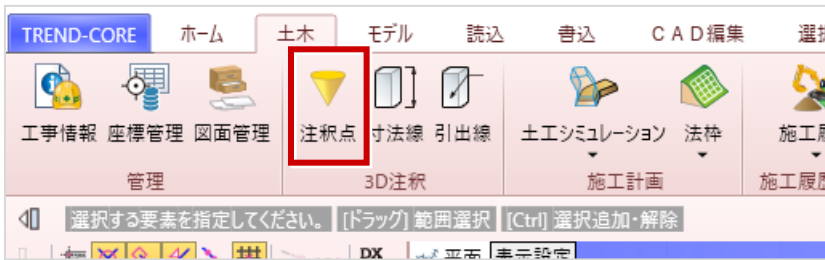 TREND-CORE ホーム 土木 モデル 読込 書込 CAD編集
工事情報 座標管理 図面管理 注釈点 寸法線 引出線 土工シミュレーション 法枠
管理 3D注釈 施工計画 施工履歴
選択する要素を指定してください。 [ドラッグ] 範囲選択 [Ctrl] 選択追加・解除
DX 平面 表示設定